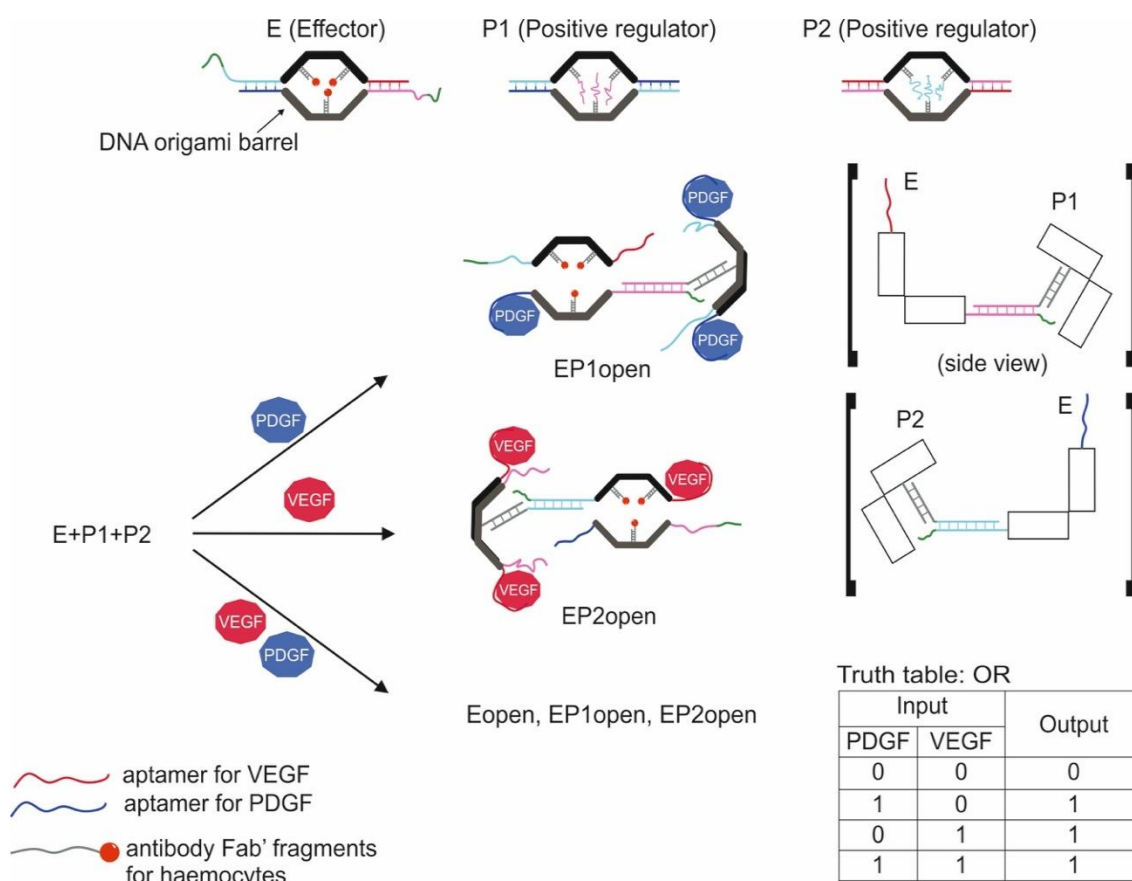 E (Effector)
P1 (Positive regulator)
P2 (Positive regulator)
DNA origami barrel
PDGF
PDGF
PDGF
EP1open
E
P1
(side view)
PDGF
VEGF
E+P1+P2
VEGF
PDGF
VEGF
VEGF
VEGF
EP2open
P2
E
Eopen, EP1open, EP2open
Truth table: OR
Input Output
PDGF VEGF
0 0 0
1 0 1
0 1 1
1 1 1
aptamer for VEGF
aptamer for PDGF
antibody Fab' fragments
for haemocytes